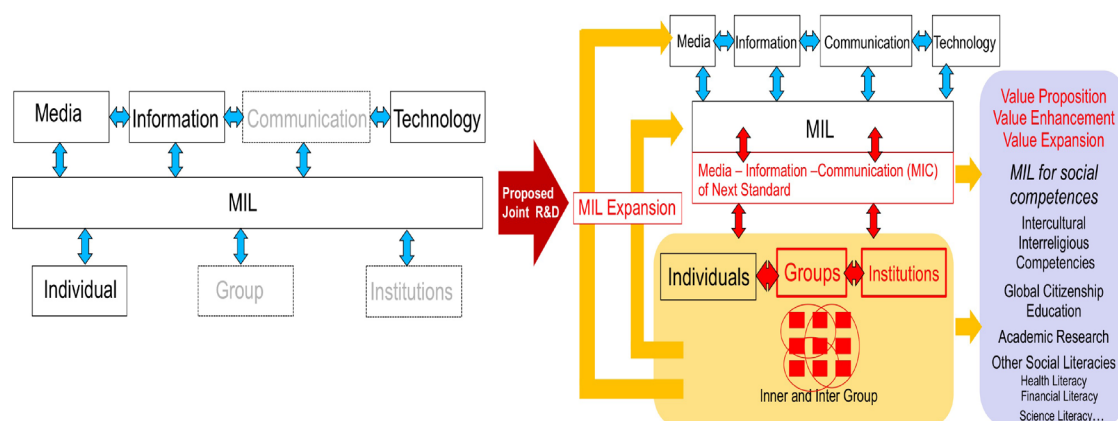 Media
Information
Communication
Technology
MIL
Individual
Group
Institutions
Proposed
Joint R&D
MIL Expansion
Media
Information
Communication
Technology
MIL
Media – Information –Communication (MIC)
of Next Standard
Individuals
Groups
Institutions
Inner and Inter Group
Value Proposition
Value Enhancement
Value Expansion
MIL for social
competences
Intercultural
Interreligious
Competencies
Global Citizenship
Education
Academic Research
Other Social Literacies
Health Literacy
Financial Literacy
Science Literacy…